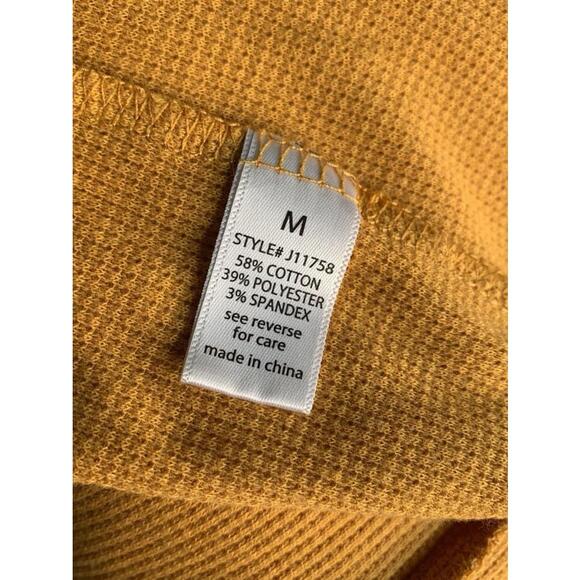 M
STYLE# J11758
58% COTTON
39% POLYESTER
3% SPANDEX
see reverse
for care
made in china